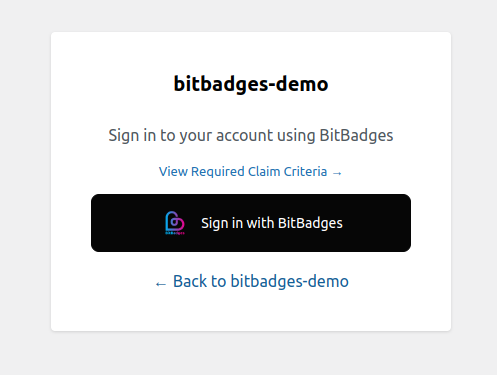 bitbadges-demo
Sign in to your account using BitBadges
View Required Claim Criteria →
Sign in with BitBadges
← Back to bitbadges-demo